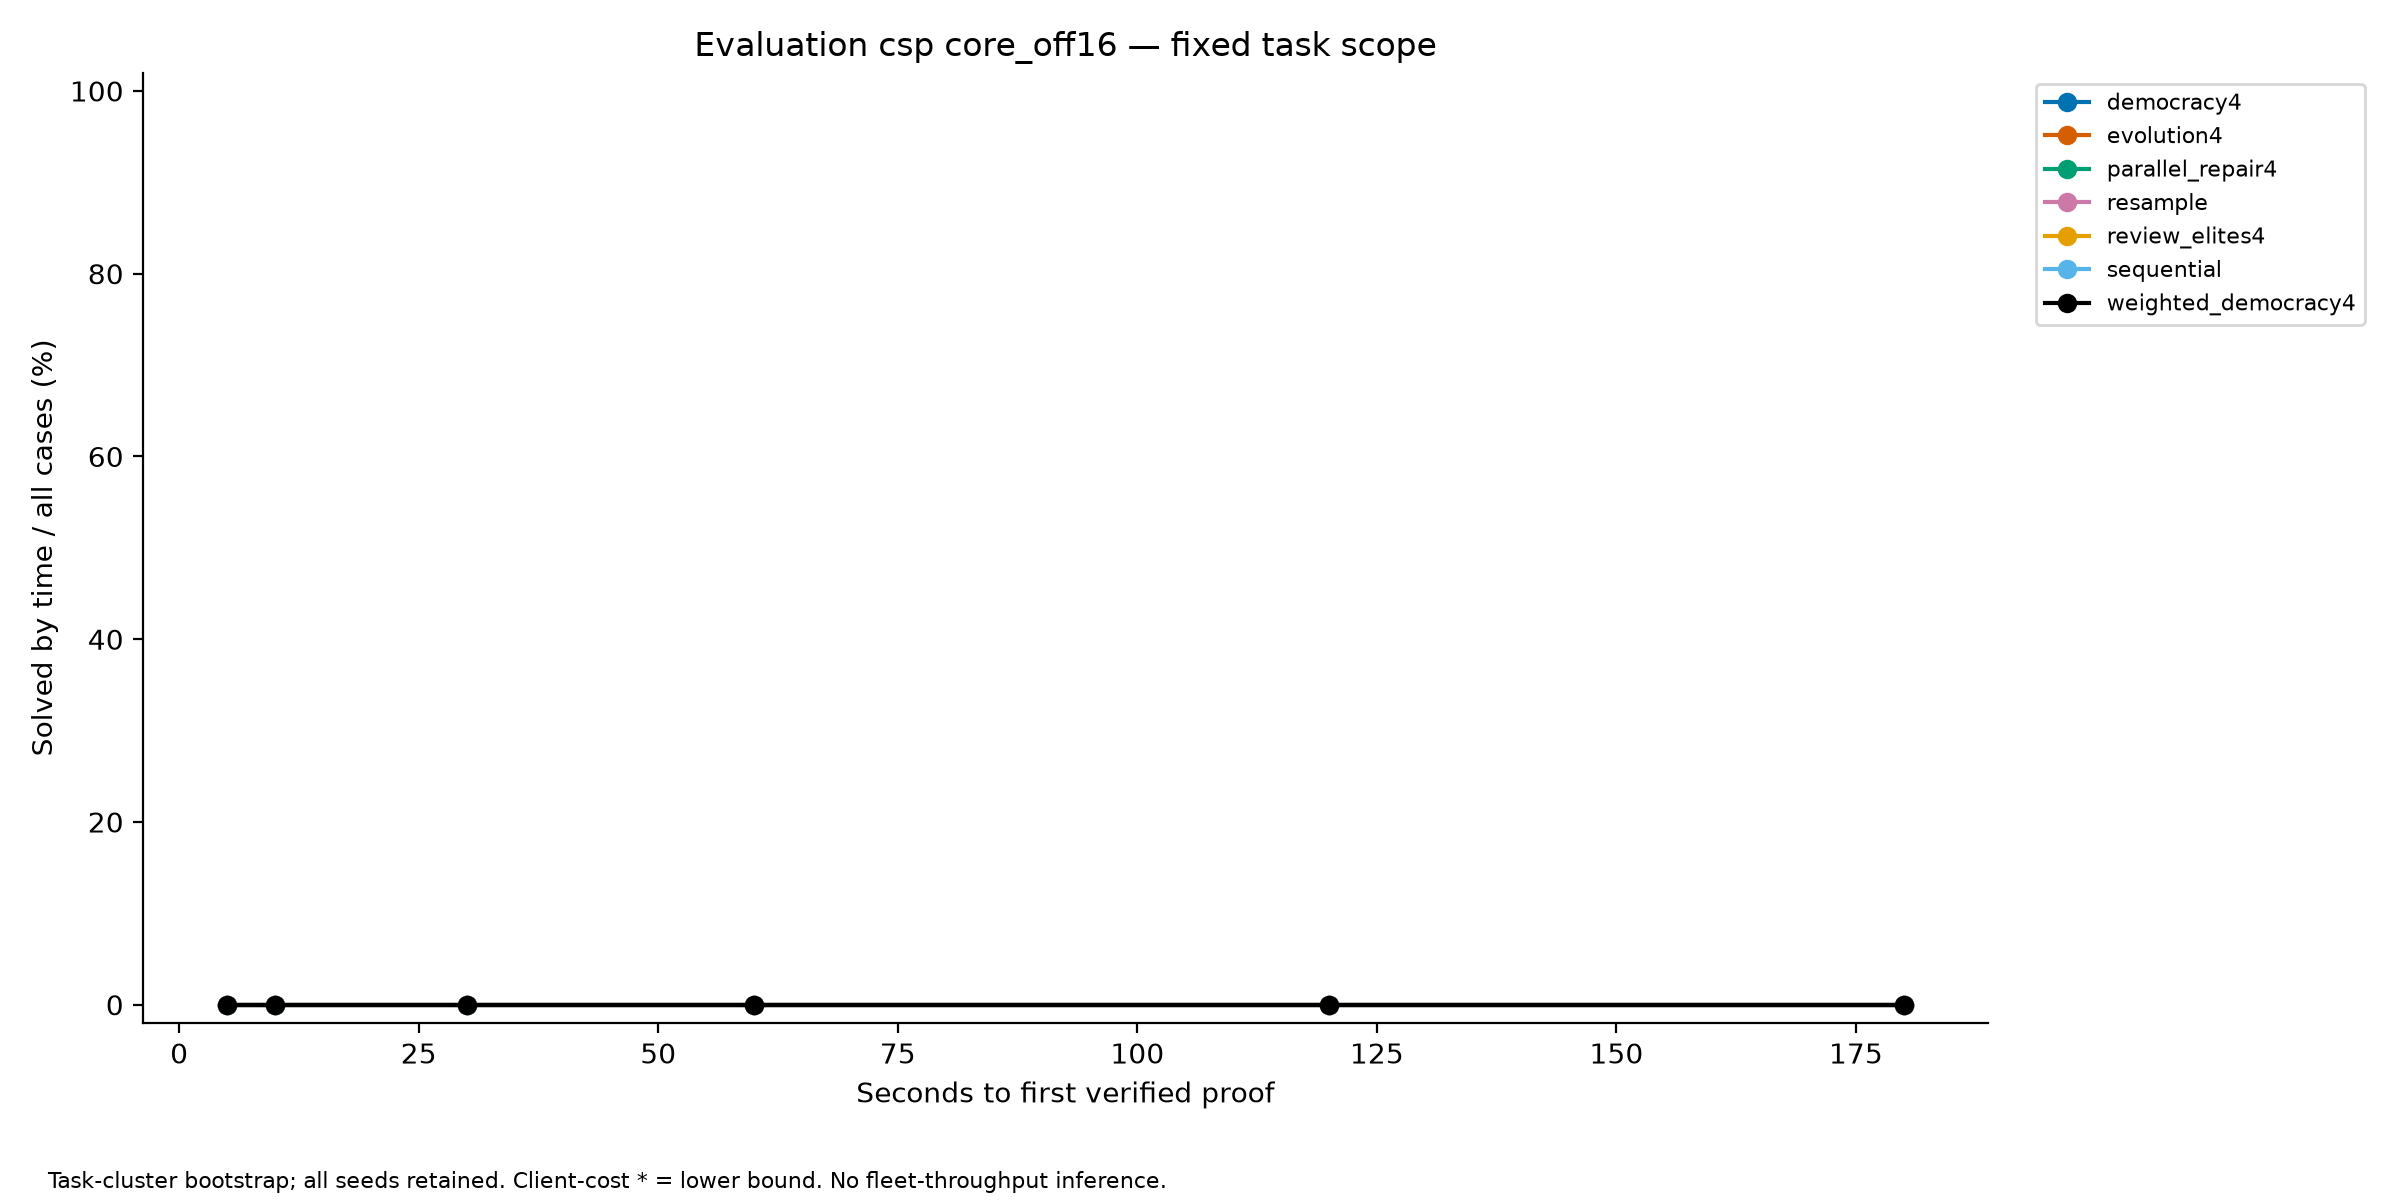 Evaluation csp core_off16 — fixed task scope
100
80
60
40
20
0
Solved by time / all cases (%)
0 25 50 75 100 125 150 175
Seconds to first verified proof
democracy4
evolution4
parallel_repair4
resample
review_elites4
sequential
weighted_democracy4
Task-cluster bootstrap; all seeds retained. Client-cost * = lower bound. No fleet-throughput inference.